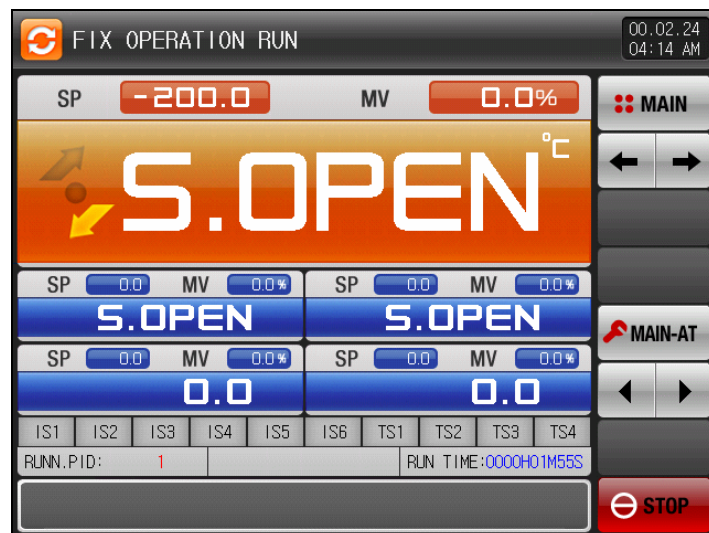 FIX OPERATION RUN
00.02.24
04:14 AM
SP -200.0 MV 0.0%
MAIN
S.OPEN °C
SP 0.0 MV 0.0% SP 0.0 MV 0.0%
S.OPEN S.OPEN
MAIN-AT
SP 0.0 MV 0.0% SP 0.0 MV 0.0%
0.0 0.0
IS1 IS2 IS3 IS4 IS5 IS6 TS1 TS2 TS3 TS4
RUNN.PID: 1 RUN TIME:0000H01M55S
STOP